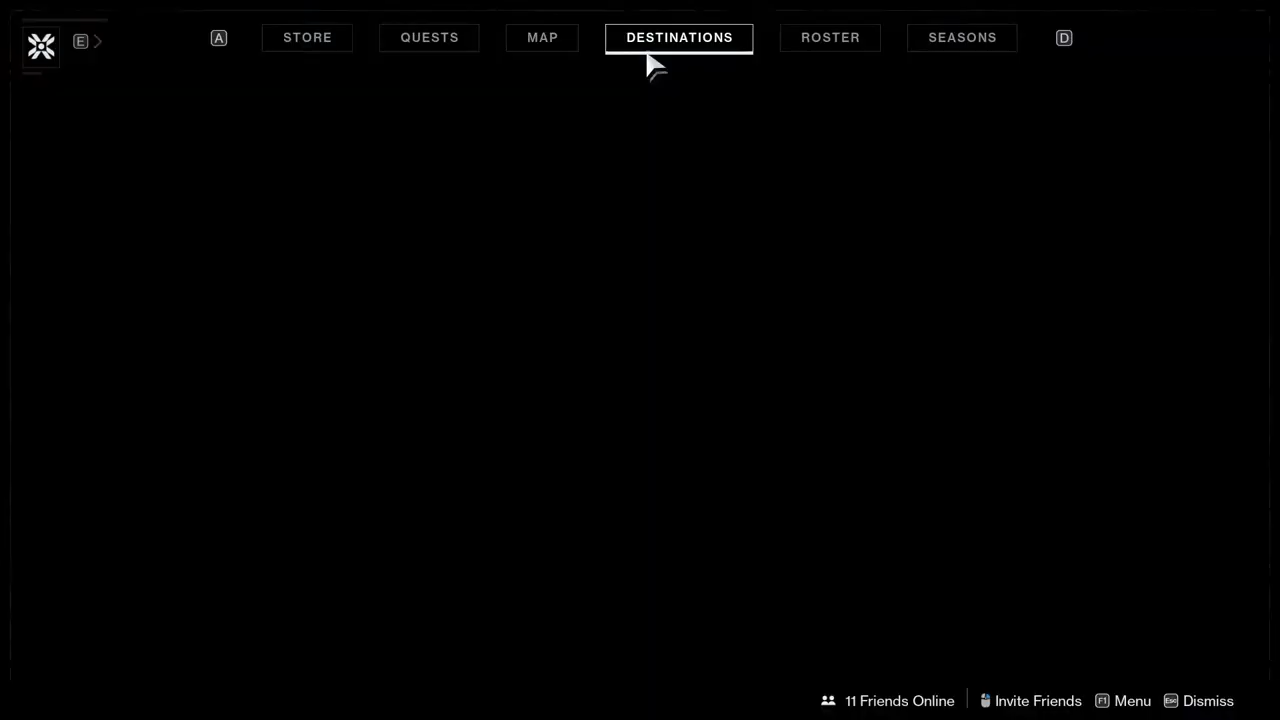 E
A
STORE
QUESTS
MAP
DESTINATIONS
ROSTER
SEASONS
D
11 Friends Online
Invite Friends
F1 Menu
Esc Dismiss